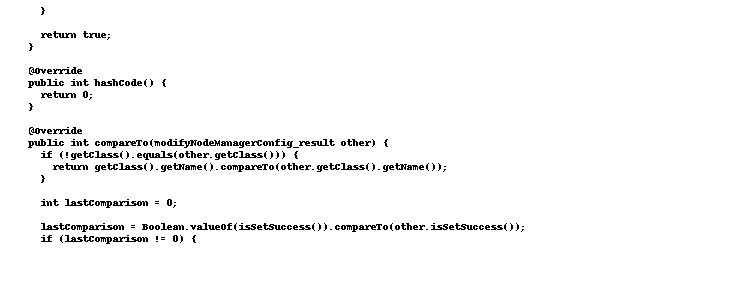 }
return true;
}
@Override
public int hashCode() {
return 0;
}
@Override
public int compareTo(modifyNodeManagerConfig_result other) {
if (!getClass().equals(other.getClass())) {
return getClass().getName().compareTo(other.getClass().getName());
}
int lastComparison = 0;
lastComparison = Boolean.valueOf(isSetSuccess()).compareTo(other.isSetSuccess());
if (lastComparison != 0) {